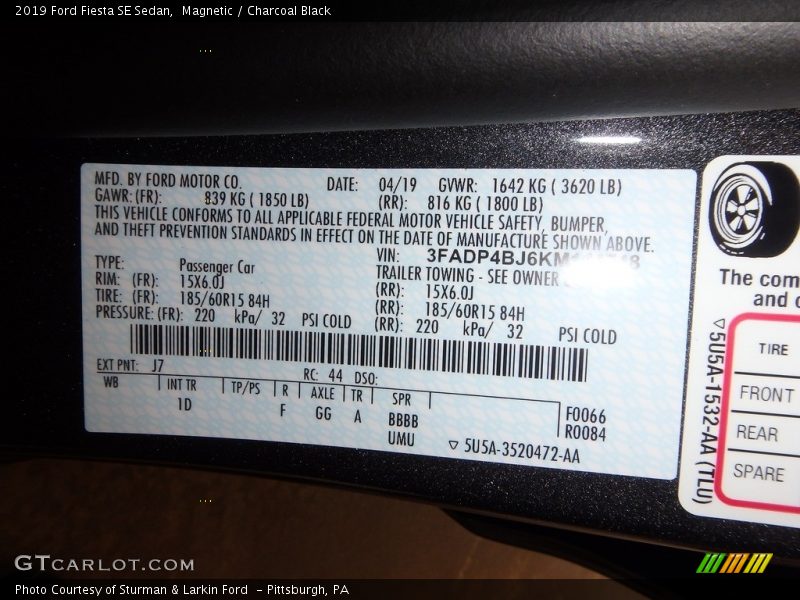 2019 Ford Fiesta SE Sedan, Magnetic / Charcoal Black
MFD. BY FORD MOTOR CO. DATE: 04/19 GVWR: 1642 KG ( 3620 LB)
GAWR: (FR): 839 KG ( 1850 LB) (RR): 816 KG ( 1800 LB)
THIS VEHICLE CONFORMS TO ALL APPLICABLE FEDERAL MOTOR VEHICLE SAFETY, BUMPER,
AND THEFT PREVENTION STANDARDS IN EFFECT ON THE DATE OF MANUFACTURE SHOWN ABOVE.
VIN: 3FADP4BJ6KM
TYPE: Passenger Car TRAILER TOWING - SEE OWNER
RIM: (FR): 15X6.0J (RR): 15X6.0J
TIRE: (FR): 185/60R15 84H (RR): 185/60R15 84H
PRESSURE: (FR): 220 kPa/ 32 PSI COLD (RR): 220 kPa/ 32 PSI COLD
EXT PNT: J7 RC: 44 DSO:
WB INT TR TP/PS R AXLE TR SPR
1D F GG A BBBB
UMU
F0066
R0084
▽ 5U5A-3520472-AA
The com
and o
TIRE
FRONT
REAR
SPARE
▽5U5A-1532-AA (TLU)
GTCARLOT.COM
Photo Courtesy of Sturman & Larkin Ford - Pittsburgh, PA